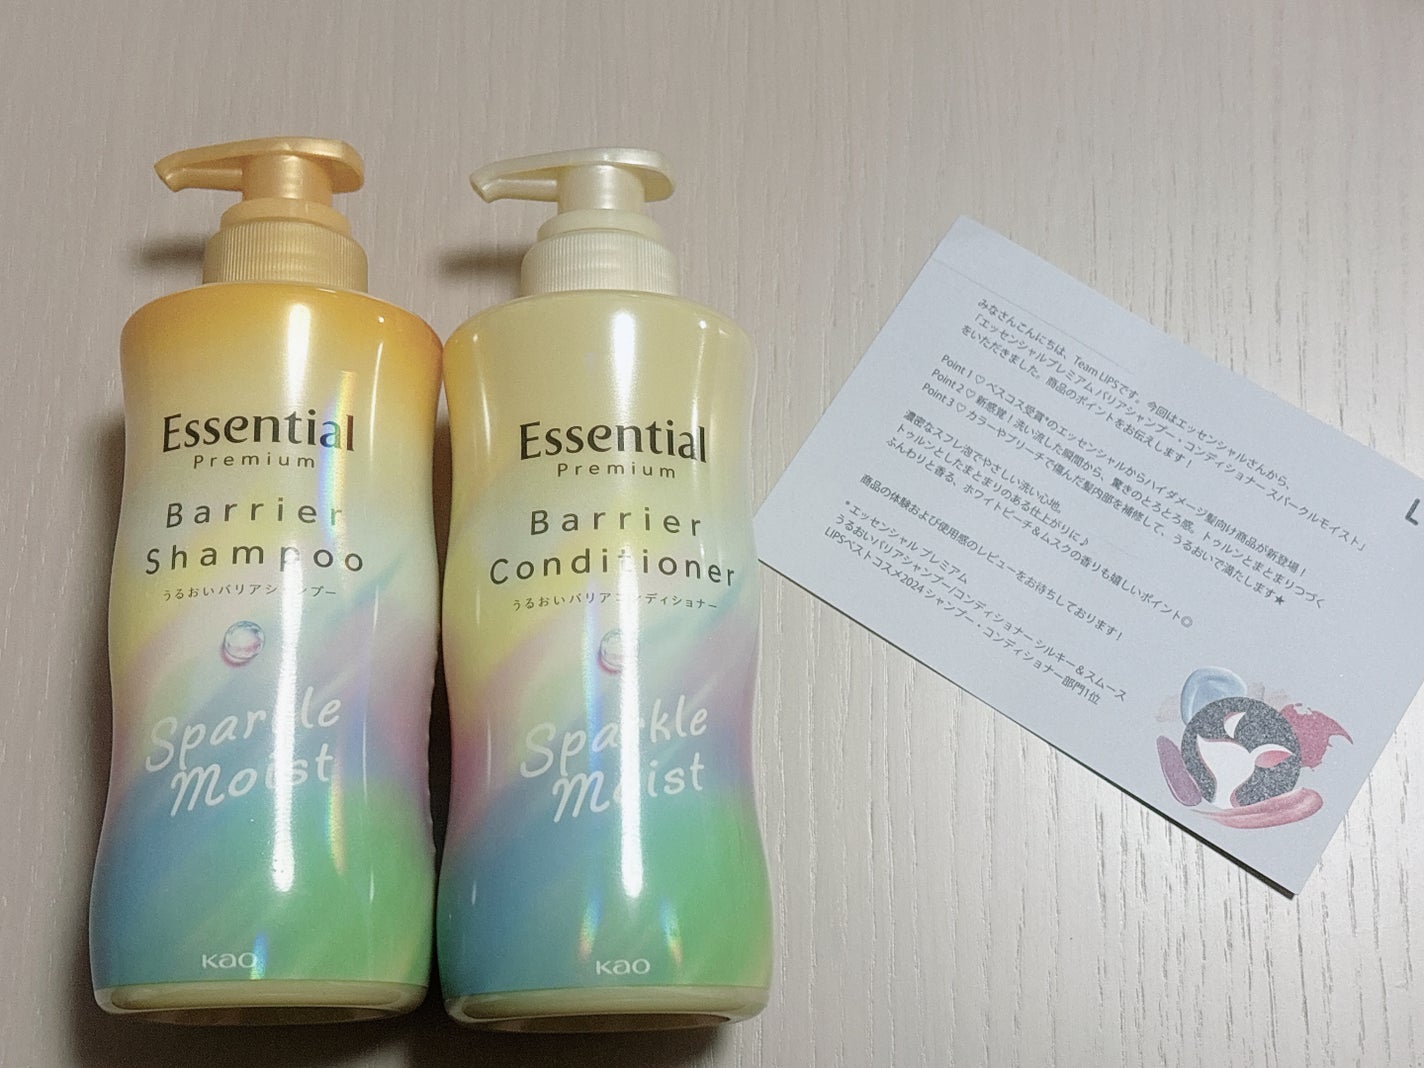 Essential
Premium
Barrier
Shampoo
うるおいバリアシャンプー
Sparkle
Moist
Kao
Essential
Premium
Barrier
Conditioner
うるおいバリアコンディショナー
Sparkle
Moist
Kao
みなさんこんにちは、Team LIPSです。今回はエッセンシャルさんから、
「エッセンシャルプレミアム バリアシャンプー・コンディショナー スパークルモイスト」
をいただきました。商品のポイントをお伝えします！
Point 1 ♡ ベスコス受賞*のエッセンシャルからハイダメージ髪向け商品が新登場！
Point 2 ♡ 新感覚！洗い流した瞬間から、驚きのとろとろ感。トゥルンとまとまりつづく
Point 3 ♡ カラーやブリーチで傷んだ髪内部を補修して、うるおいで満たします★
濃密なスフレ泡でやさしい洗い心地。
トゥルンとしたまとまりのある仕上がりに♪
ふんわりと香る、ホワイトピーチ&ムスクの香りも嬉しいポイント◎
商品の体験および使用感のレビューをお待ちしております！
*エッセンシャル プレミアム
うるおいバリアシャンプー/コンディショナー シルキー&スムース
LIPSベストコスメ2024 シャンプー・コンディショナー部門1位
L